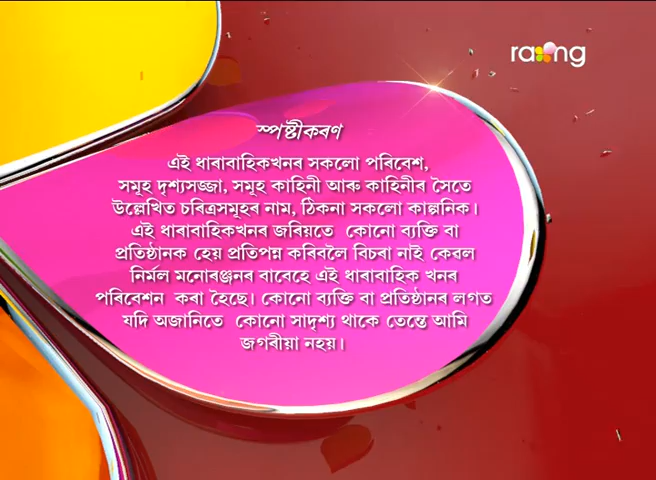 raang
স্পষ্টীকৰণ
এই ধাৰাবাহিকখনৰ সকলো পৰিবেশ,
সমূহ দৃশ্যসজ্জা, সমূহ কাহিনী আৰু কাহিনীৰ সৈতে
উল্লেখিত চৰিত্ৰসমূহৰ নাম, ঠিকনা সকলো কাল্পনিক।
এই ধাৰাবাহিকখনৰ জৰিয়তে কোনো ব্যক্তি বা
প্ৰতিষ্ঠানক হেয় প্ৰতিপন্ন কৰিবলৈ বিচৰা নাই কেৱল
নিৰ্মল মনোৰঞ্জনৰ বাবেহে এই ধাৰাবাহিক খনৰ
পৰিবেশন কৰা হৈছে। কোনো ব্যক্তি বা প্ৰতিষ্ঠানৰ লগত
যদি অজানিতে কোনো সাদৃশ্য থাকে তেন্তে আমি
জগৰীয়া নহয়।